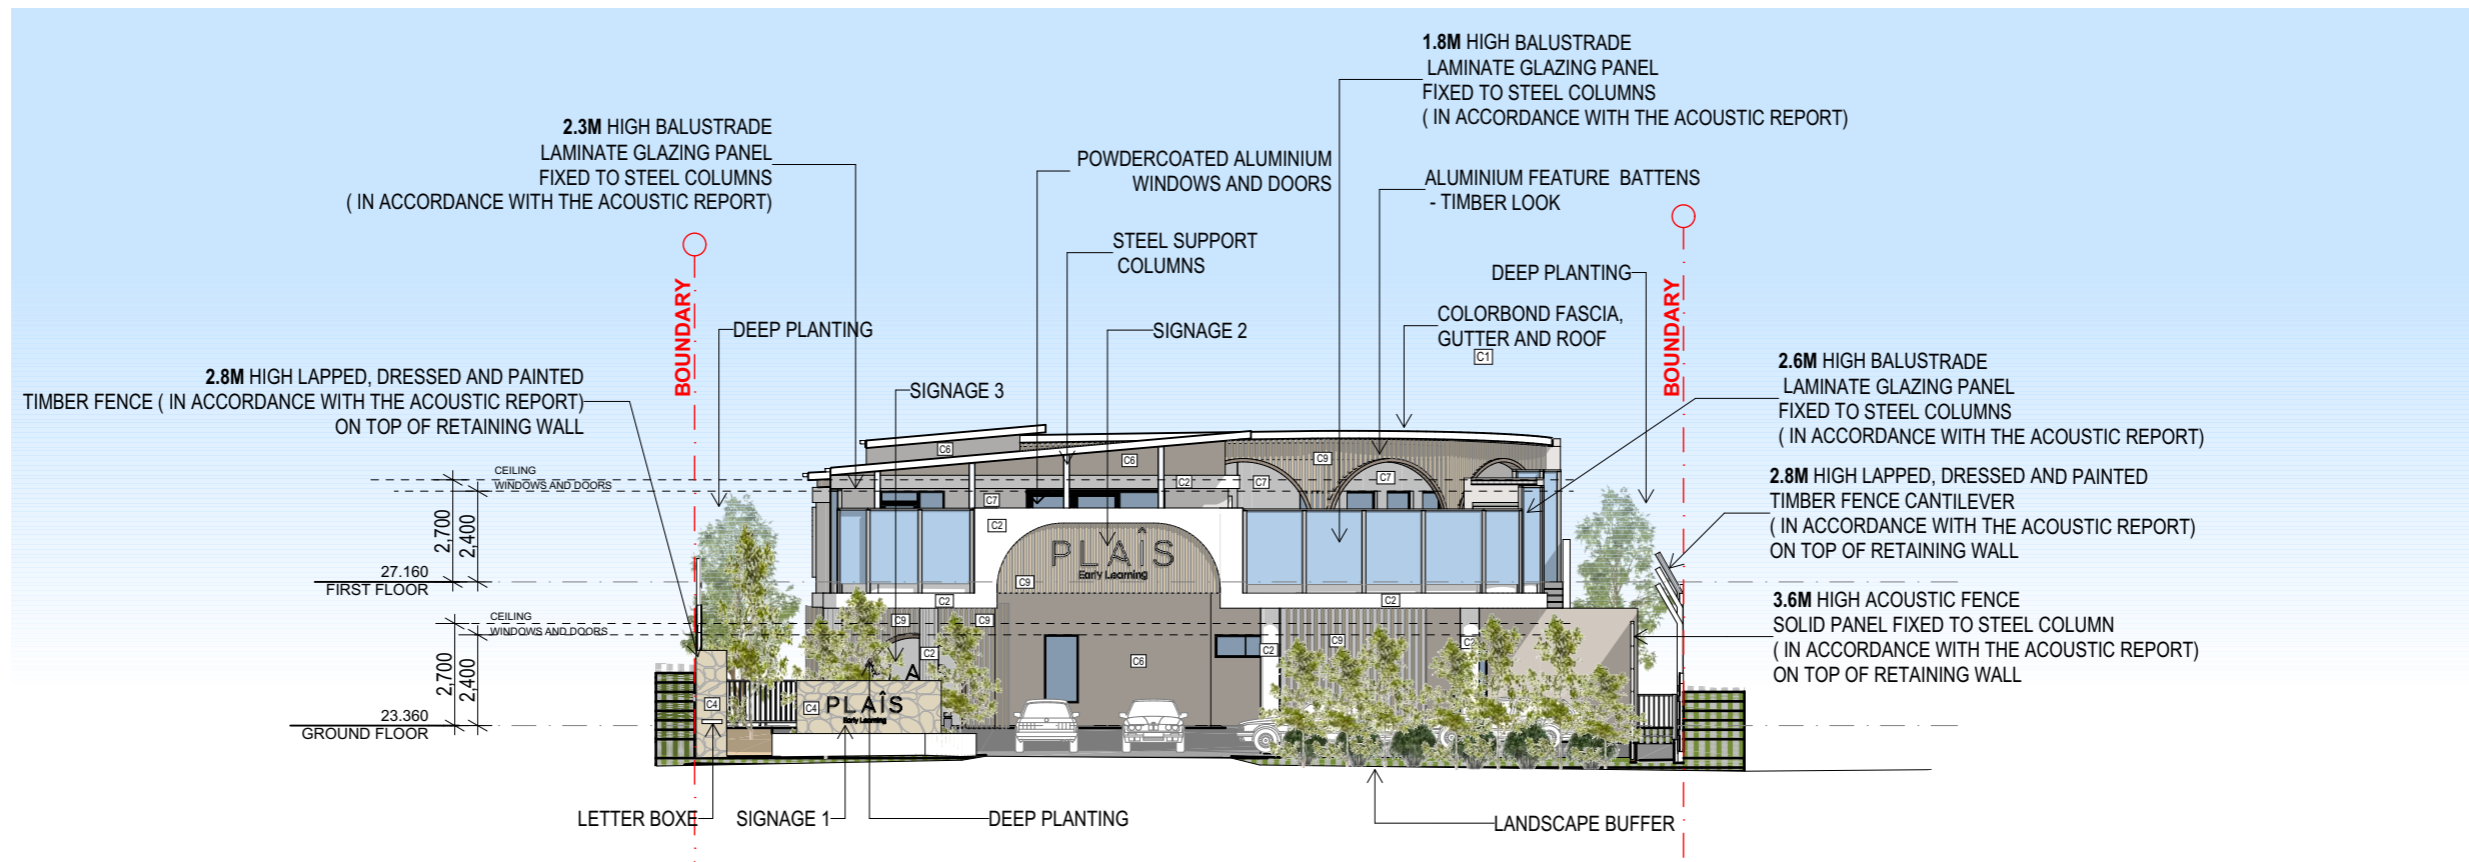 1.8M HIGH BALUSTRADE
LAMINATE GLAZING PANEL
FIXED TO STEEL COLUMNS
( IN ACCORDANCE WITH THE ACOUSTIC REPORT)
2.3M HIGH BALUSTRADE
LAMINATE GLAZING PANEL
FIXED TO STEEL COLUMNS
( IN ACCORDANCE WITH THE ACOUSTIC REPORT)
POWDERCOATED ALUMINIUM
WINDOWS AND DOORS
ALUMINIUM FEATURE BATTENS
- TIMBER LOOK
STEEL SUPPORT
COLUMNS
DEEP PLANTING
BOUNDARY
BOUNDARY
COLORBOND FASCIA,
GUTTER AND ROOF
C1
DEEP PLANTING
SIGNAGE 2
2.8M HIGH LAPPED, DRESSED AND PAINTED
TIMBER FENCE ( IN ACCORDANCE WITH THE ACOUSTIC REPORT)
ON TOP OF RETAINING WALL
SIGNAGE 3
2.6M HIGH BALUSTRADE
LAMINATE GLAZING PANEL
FIXED TO STEEL COLUMNS
( IN ACCORDANCE WITH THE ACOUSTIC REPORT)
2.8M HIGH LAPPED, DRESSED AND PAINTED
TIMBER FENCE CANTILEVER
( IN ACCORDANCE WITH THE ACOUSTIC REPORT)
ON TOP OF RETAINING WALL
3.6M HIGH ACOUSTIC FENCE
SOLID PANEL FIXED TO STEEL COLUMN
( IN ACCORDANCE WITH THE ACOUSTIC REPORT)
ON TOP OF RETAINING WALL
CEILING
WINDOWS AND DOORS
2,700
2,400
27.160
FIRST FLOOR
CEILING
WINDOWS AND DOORS
2,700
2,400
23.360
GROUND FLOOR
C6
C6
C9
C2
C7
C7
C7
C2
PLAÎS
Early Learning
C9
C2
C2
C9
C9
C2
C6
C2
C9
C2
A
C4
C4
PLAÎS
Early Learning
LETTER BOXE
SIGNAGE 1
DEEP PLANTING
LANDSCAPE BUFFER